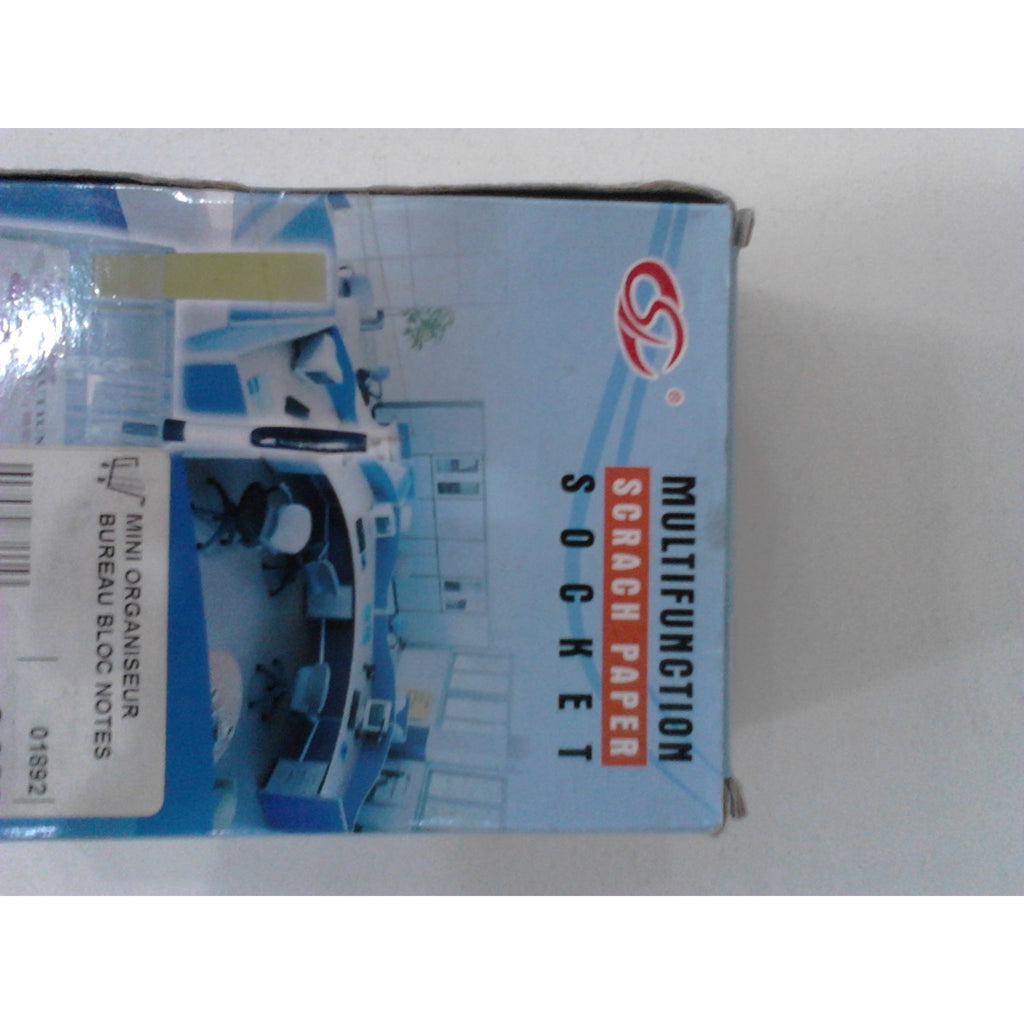 MULTIFUNCTION
SCRACH PAPER
SOCKET
®
MINI ORGANISEUR
BUREAU BLOC NOTES
01892